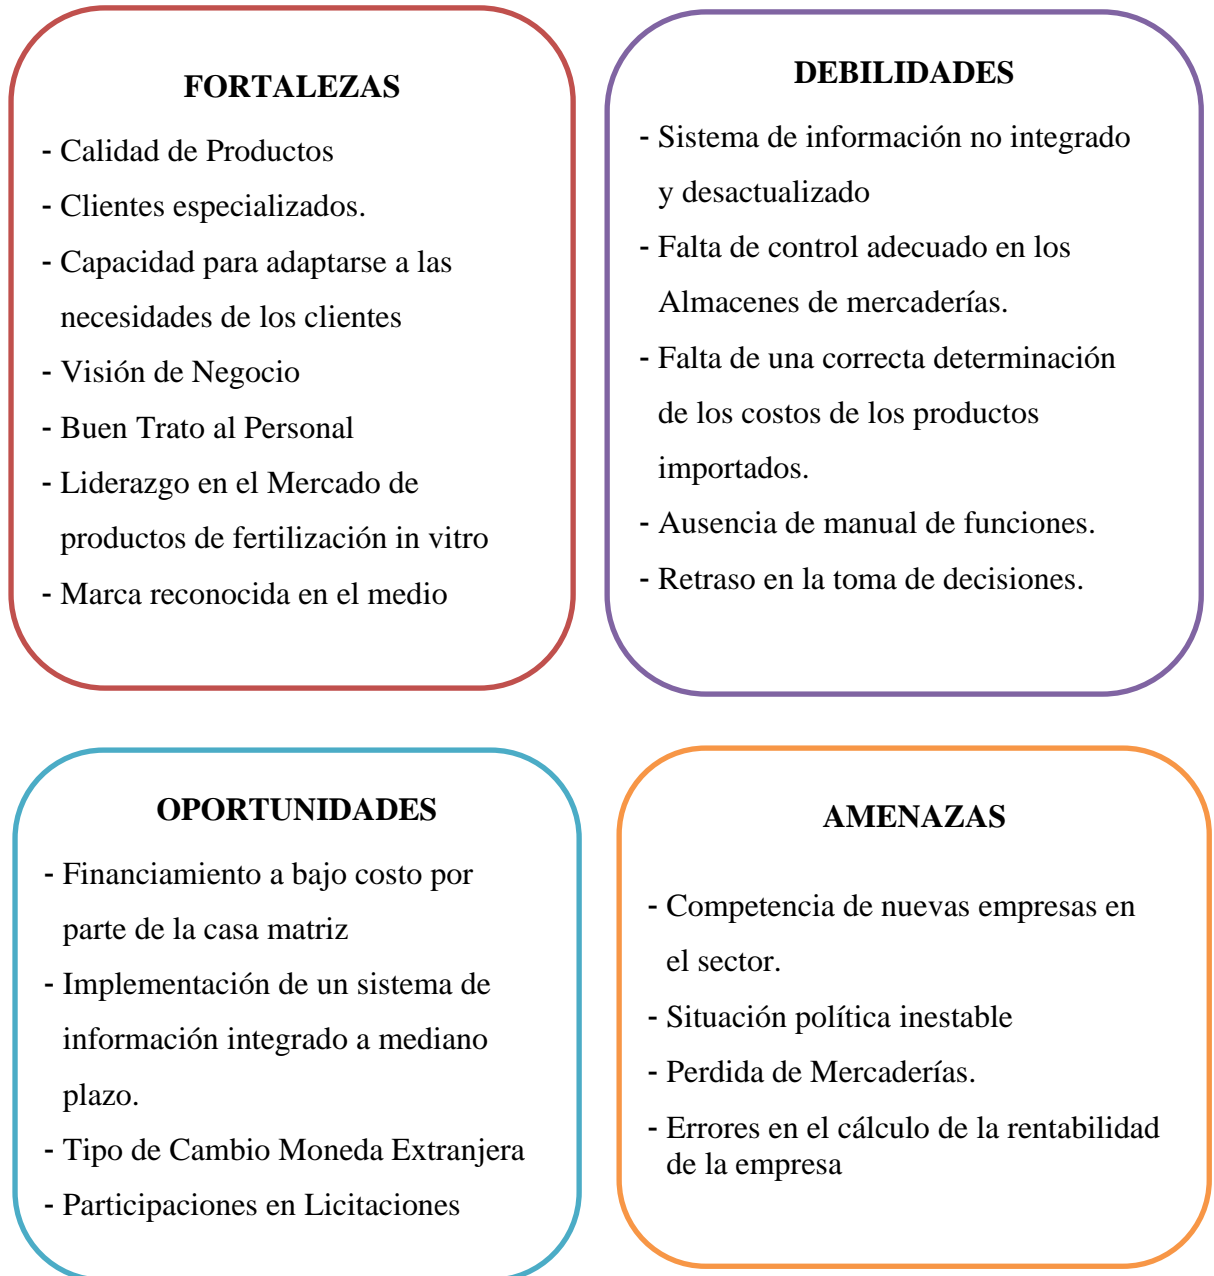 FORTALEZAS
- Calidad de Productos
- Clientes especializados.
- Capacidad para adaptarse a las
necesidades de los clientes
- Visión de Negocio
- Buen Trato al Personal
- Liderazgo en el Mercado de
productos de fertilización in vitro
- Marca reconocida en el medio
DEBILIDADES
- Sistema de información no integrado
y desactualizado
- Falta de control adecuado en los
Almacenes de mercaderías.
- Falta de una correcta determinación
de los costos de los productos
importados.
- Ausencia de manual de funciones.
- Retraso en la toma de decisiones.
OPORTUNIDADES
- Financiamiento a bajo costo por
parte de la casa matriz
- Implementación de un sistema de
información integrado a mediano
plazo.
- Tipo de Cambio Moneda Extranjera
- Participaciones en Licitaciones
AMENAZAS
- Competencia de nuevas empresas en
el sector.
- Situación política inestable
- Perdida de Mercaderías.
- Errores en el cálculo de la rentabilidad
de la empresa